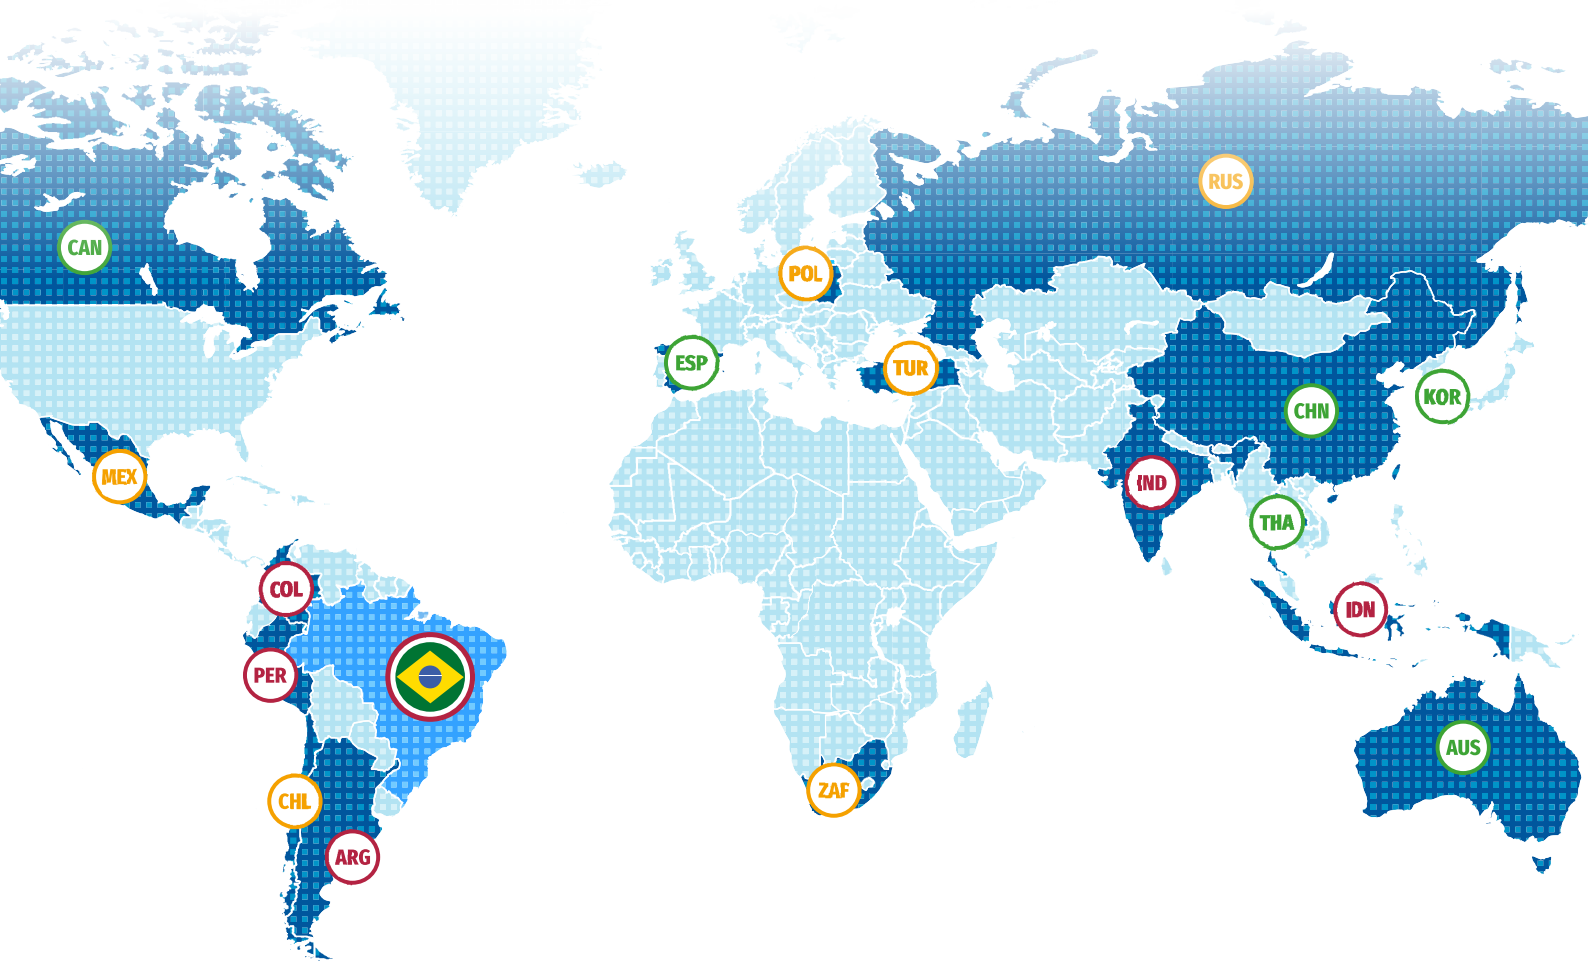 RUS
CAN
POL
ESP
TUR
KOR
CHN
MEX
IND
THA
COL
IDN
PER
AUS
ZAF
CHL
ARG